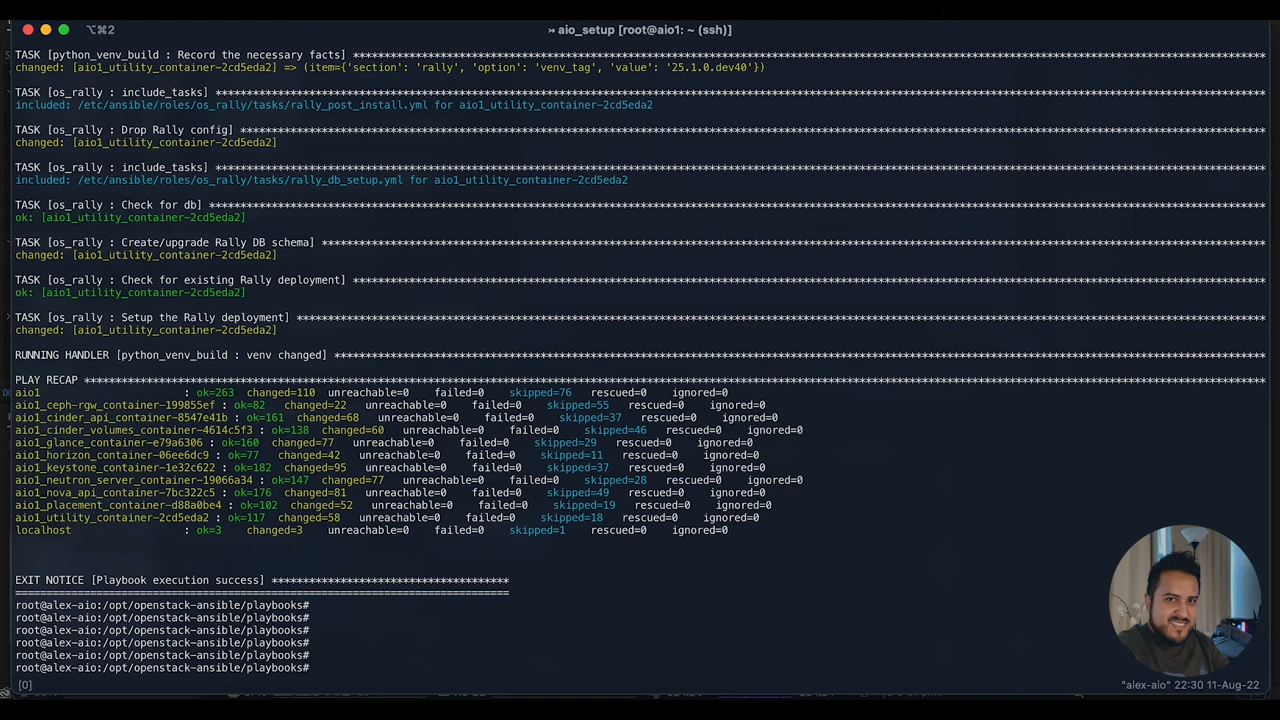 ⌥⌘2
↣ aio_setup [root@aio1: ~ (ssh)]
TASK [python_venv_build : Record the necessary facts] *************************************************************************************************************************
changed: [aio1_utility_container-2cd5eda2] => (item={'section': 'rally', 'option': 'venv_tag', 'value': '25.1.0.dev40'})
TASK [os_rally : include_tasks] ***********************************************************************************************************************************************
included: /etc/ansible/roles/os_rally/tasks/rally_post_install.yml for aio1_utility_container-2cd5eda2
TASK [os_rally : Drop Rally config] *******************************************************************************************************************************************
changed: [aio1_utility_container-2cd5eda2]
TASK [os_rally : include_tasks] ***********************************************************************************************************************************************
included: /etc/ansible/roles/os_rally/tasks/rally_db_setup.yml for aio1_utility_container-2cd5eda2
TASK [os_rally : Check for db] ************************************************************************************************************************************************
ok: [aio1_utility_container-2cd5eda2]
TASK [os_rally : Create/upgrade Rally DB schema] ******************************************************************************************************************************
changed: [aio1_utility_container-2cd5eda2]
TASK [os_rally : Check for existing Rally deployment] *************************************************************************************************************************
ok: [aio1_utility_container-2cd5eda2]
TASK [os_rally : Setup the Rally deployment] **********************************************************************************************************************************
changed: [aio1_utility_container-2cd5eda2]
RUNNING HANDLER [python_venv_build : venv changed] ****************************************************************************************************************************
PLAY RECAP ********************************************************************************************************************************************************************
aio1 : ok=263 changed=110 unreachable=0 failed=0 skipped=76 rescued=0 ignored=0
aio1_ceph-rgw_container-199855ef : ok=82 changed=22 unreachable=0 failed=0 skipped=55 rescued=0 ignored=0
aio1_cinder_api_container-8547e41b : ok=161 changed=68 unreachable=0 failed=0 skipped=37 rescued=0 ignored=0
aio1_cinder_volumes_container-4614c5f3 : ok=138 changed=60 unreachable=0 failed=0 skipped=46 rescued=0 ignored=0
aio1_glance_container-e79a6306 : ok=160 changed=77 unreachable=0 failed=0 skipped=29 rescued=0 ignored=0
aio1_horizon_container-06ee6dc9 : ok=77 changed=42 unreachable=0 failed=0 skipped=11 rescued=0 ignored=0
aio1_keystone_container-1e32c622 : ok=182 changed=95 unreachable=0 failed=0 skipped=37 rescued=0 ignored=0
aio1_neutron_server_container-19066a34 : ok=147 changed=77 unreachable=0 failed=0 skipped=28 rescued=0 ignored=0
aio1_nova_api_container-7bc322c5 : ok=176 changed=81 unreachable=0 failed=0 skipped=49 rescued=0 ignored=0
aio1_placement_container-d88a0be4 : ok=102 changed=52 unreachable=0 failed=0 skipped=19 rescued=0 ignored=0
aio1_utility_container-2cd5eda2 : ok=117 changed=58 unreachable=0 failed=0 skipped=18 rescued=0 ignored=0
localhost : ok=3 changed=3 unreachable=0 failed=0 skipped=1 rescued=0 ignored=0
EXIT NOTICE [Playbook execution success] **************************************
===============================================================================
root@alex-aio:/opt/openstack-ansible/playbooks#
root@alex-aio:/opt/openstack-ansible/playbooks#
root@alex-aio:/opt/openstack-ansible/playbooks#
root@alex-aio:/opt/openstack-ansible/playbooks#
root@alex-aio:/opt/openstack-ansible/playbooks#
root@alex-aio:/opt/openstack-ansible/playbooks#
[0] "alex-aio" 22:30 11-Aug-22